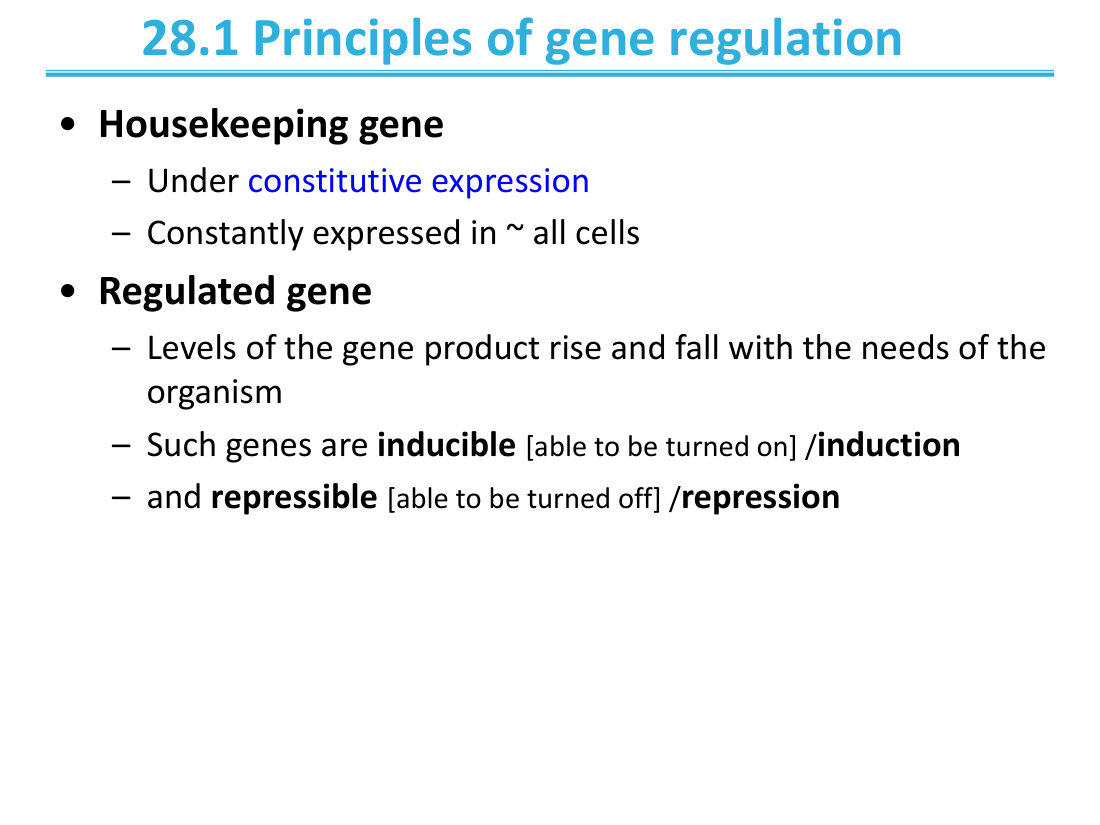 28.1 Principles of gene regulation
• Housekeeping gene
– Under constitutive expression
– Constantly expressed in ~ all cells
• Regulated gene
– Levels of the gene product rise and fall with the needs of the
organism
– Such genes are inducible [able to be turned on] /induction
– and repressible [able to be turned off] /repression